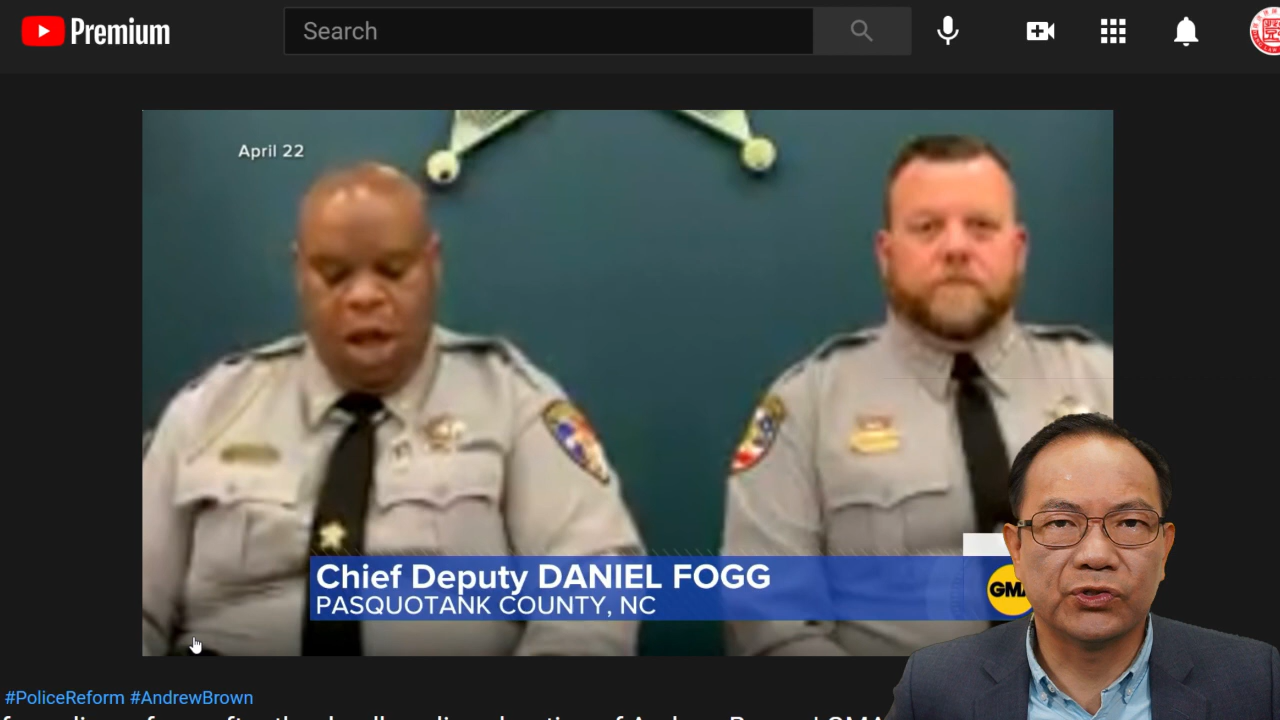 Premium
Search
April 22
Chief Deputy DANIEL FOGG
PASQUOTANK COUNTY, NC
GMA
#PoliceReform #AndrewBrown